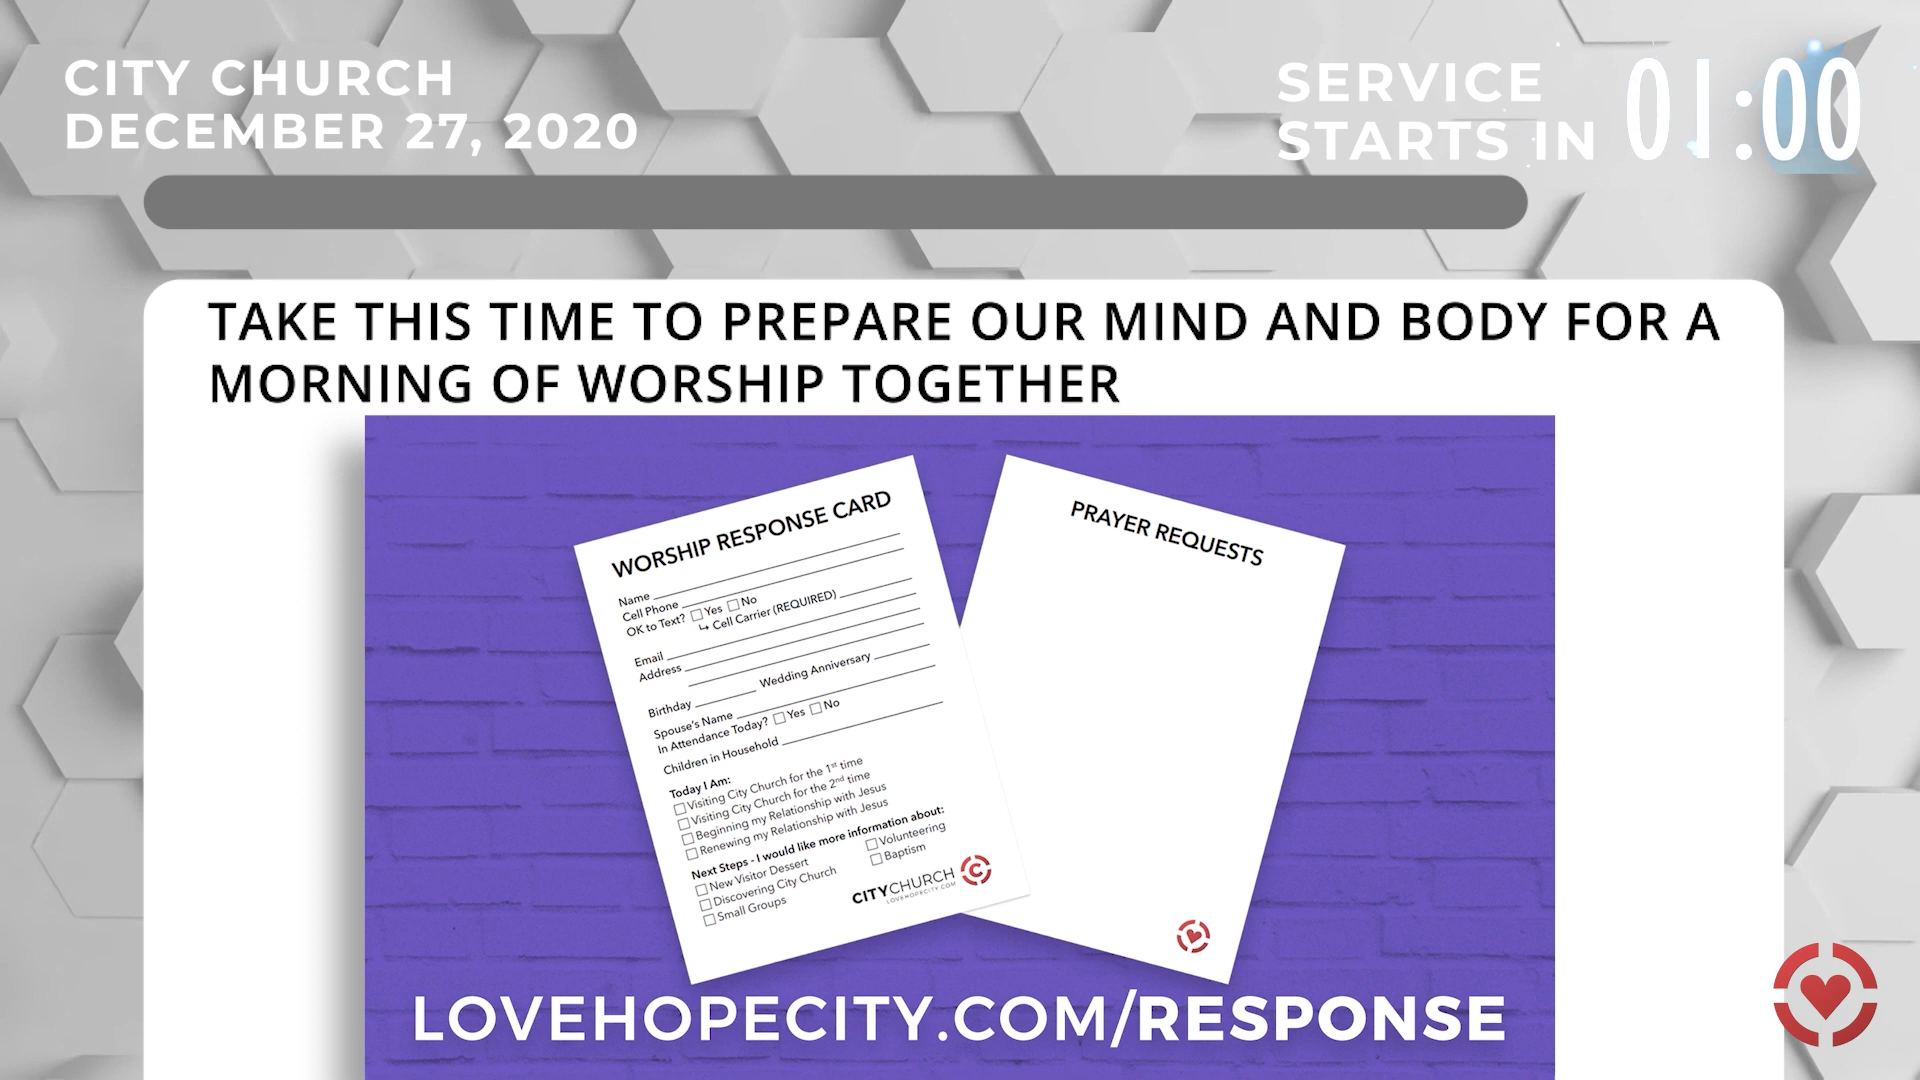 CITY CHURCH
DECEMBER 27, 2020
SERVICE
STARTS IN 01:00
TAKE THIS TIME TO PREPARE OUR MIND AND BODY FOR A
MORNING OF WORSHIP TOGETHER
WORSHIP RESPONSE CARD
Name
Cell Phone
OK to Text? Yes No
↳ Cell Carrier (REQUIRED)
Email
Address
Birthday Wedding Anniversary
Spouse's Name
In Attendance Today? Yes No
Children in Household
Today I Am:
Visiting City Church for the 1st time
Visiting City Church for the 2nd time
Beginning my Relationship with Jesus
Renewing my Relationship with Jesus
Next Steps - I would like more information about:
New Visitor Dessert
Discovering City Church
Small Groups
Volunteering
Baptism
CITYCHURCH
LOVEHOPECITY.COM
C
PRAYER REQUESTS
LOVEHOPECITY.COM/RESPONSE